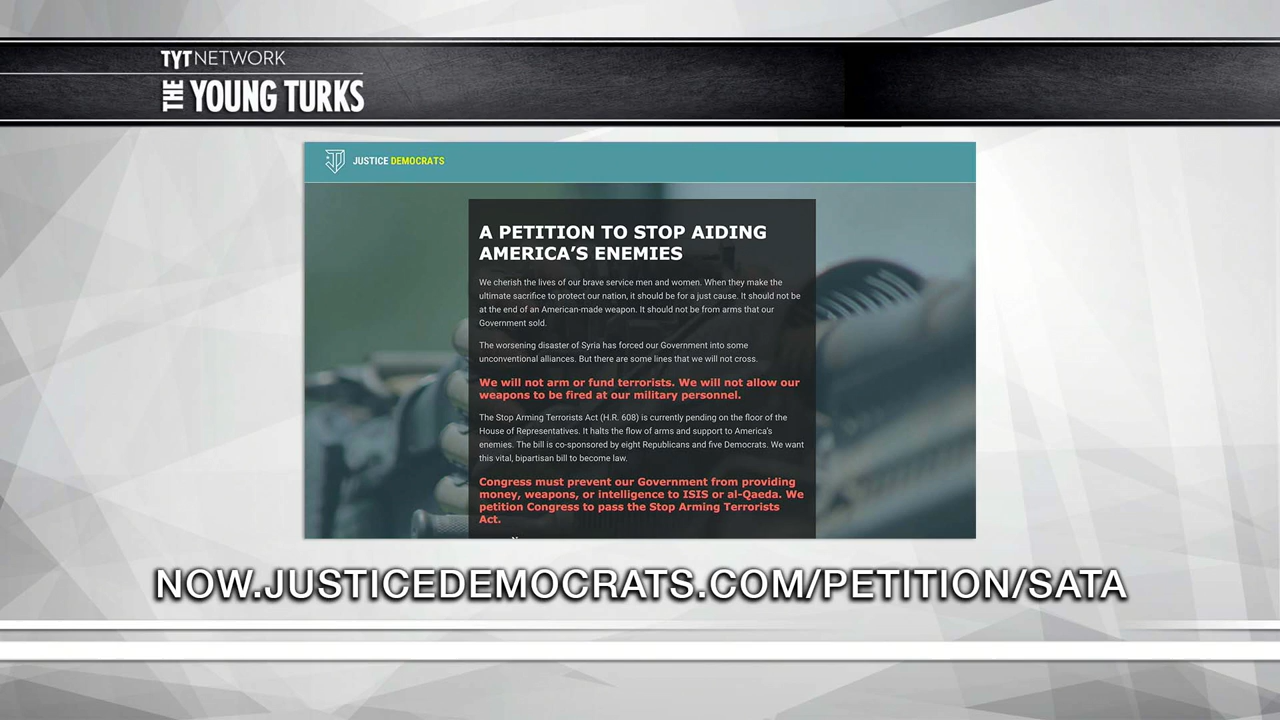 TYT NETWORK
THE YOUNG TURKS
JUSTICE DEMOCRATS
A PETITION TO STOP AIDING
AMERICA’S ENEMIES
We cherish the lives of our brave service men and women. When they make the
ultimate sacrifice to protect our nation, it should be for a just cause. It should not be
at the end of an American-made weapon. It should not be from arms that our
Government sold.
The worsening disaster of Syria has forced our Government into some
unconventional alliances. But there are some lines that we will not cross.
We will not arm or fund terrorists. We will not allow our
weapons to be fired at our military personnel.
The Stop Arming Terrorists Act (H.R. 608) is currently pending on the floor of the
House of Representatives. It halts the flow of arms and support to America's
enemies. The bill is co-sponsored by eight Republicans and five Democrats. We want
this vital, bipartisan bill to become law.
Congress must prevent our Government from providing
money, weapons, or intelligence to ISIS or al-Qaeda. We
petition Congress to pass the Stop Arming Terrorists
Act.
NOW.JUSTICEDEMOCRATS.COM/PETITION/SATA